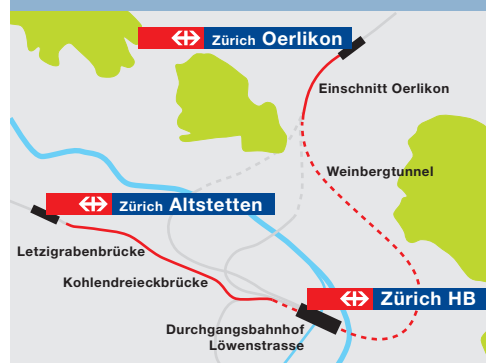 Zürich Oerlikon
Einschnitt Oerlikon
Weinbergtunnel
Zürich Altstetten
Letzigrabenbrücke
Kohlendreieckbrücke
Zürich HB
Durchgangsbahnhof
Löwenstrasse